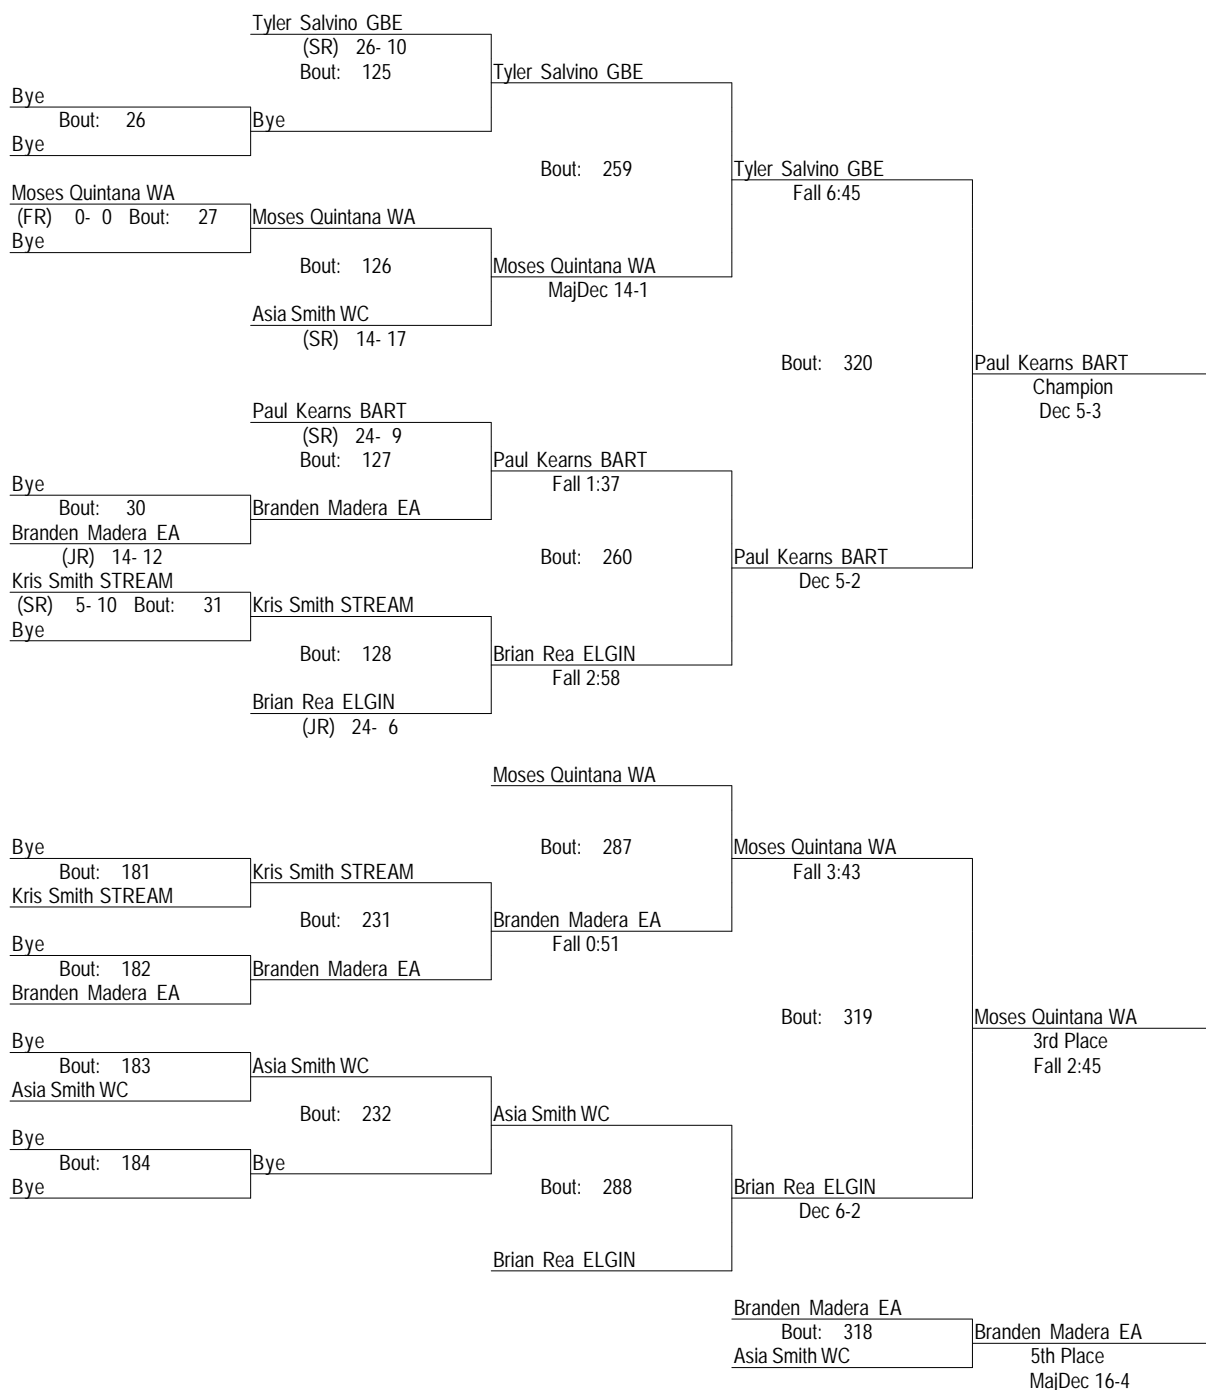 Tyler Salvino GBE
(SR) 26- 10
Bout: 125
Tyler Salvino GBE
Bye
Bout: 26
Bye
Bye
Bout: 259
Tyler Salvino GBE
Fall 6:45
Moses Quintana WA
(FR) 0- 0 Bout: 27
Moses Quintana WA
Bye
Bout: 126
Moses Quintana WA
MajDec 14-1
Asia Smith WC
(SR) 14- 17
Bout: 320
Paul Kearns BART
Champion
Dec 5-3
Paul Kearns BART
(SR) 24- 9
Bout: 127
Paul Kearns BART
Fall 1:37
Bye
Bout: 30
Branden Madera EA
Branden Madera EA
(JR) 14- 12
Bout: 260
Paul Kearns BART
Dec 5-2
Kris Smith STREAM
(SR) 5- 10 Bout: 31
Kris Smith STREAM
Bye
Bout: 128
Brian Rea ELGIN
Fall 2:58
Brian Rea ELGIN
(JR) 24- 6
Moses Quintana WA
Bout: 287
Moses Quintana WA
Fall 3:43
Bye
Bout: 181
Kris Smith STREAM
Kris Smith STREAM
Bout: 231
Branden Madera EA
Fall 0:51
Bye
Bout: 182
Branden Madera EA
Branden Madera EA
Bout: 319
Moses Quintana WA
3rd Place
Fall 2:45
Bye
Bout: 183
Asia Smith WC
Asia Smith WC
Bout: 232
Asia Smith WC
Bye
Bout: 184
Bye
Bye
Bout: 288
Brian Rea ELGIN
Dec 6-2
Brian Rea ELGIN
Branden Madera EA
Bout: 318
Asia Smith WC
Branden Madera EA
5th Place
MajDec 16-4